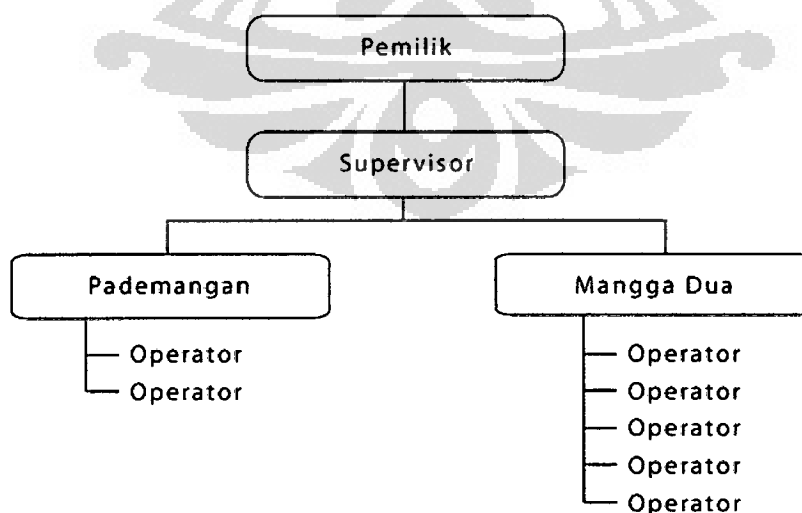 Pemilik
Supervisor
Pademangan
Operator
Operator
Mangga Dua
Operator
Operator
Operator
Operator
Operator